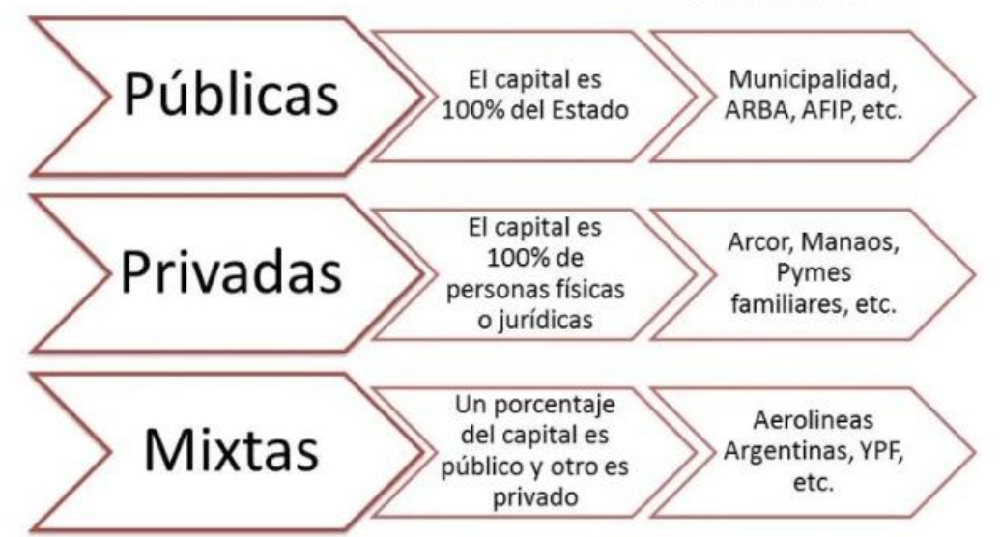 Públicas
El capital es
100% del Estado
Municipalidad,
ARBA, AFIP, etc.
Privadas
El capital es
100% de
personas físicas
o jurídicas
Arcor, Manaos,
Pymes
familiares, etc.
Mixtas
Un porcentaje
del capital es
público y otro es
privado
Aerolineas
Argentinas, YPF,
etc.